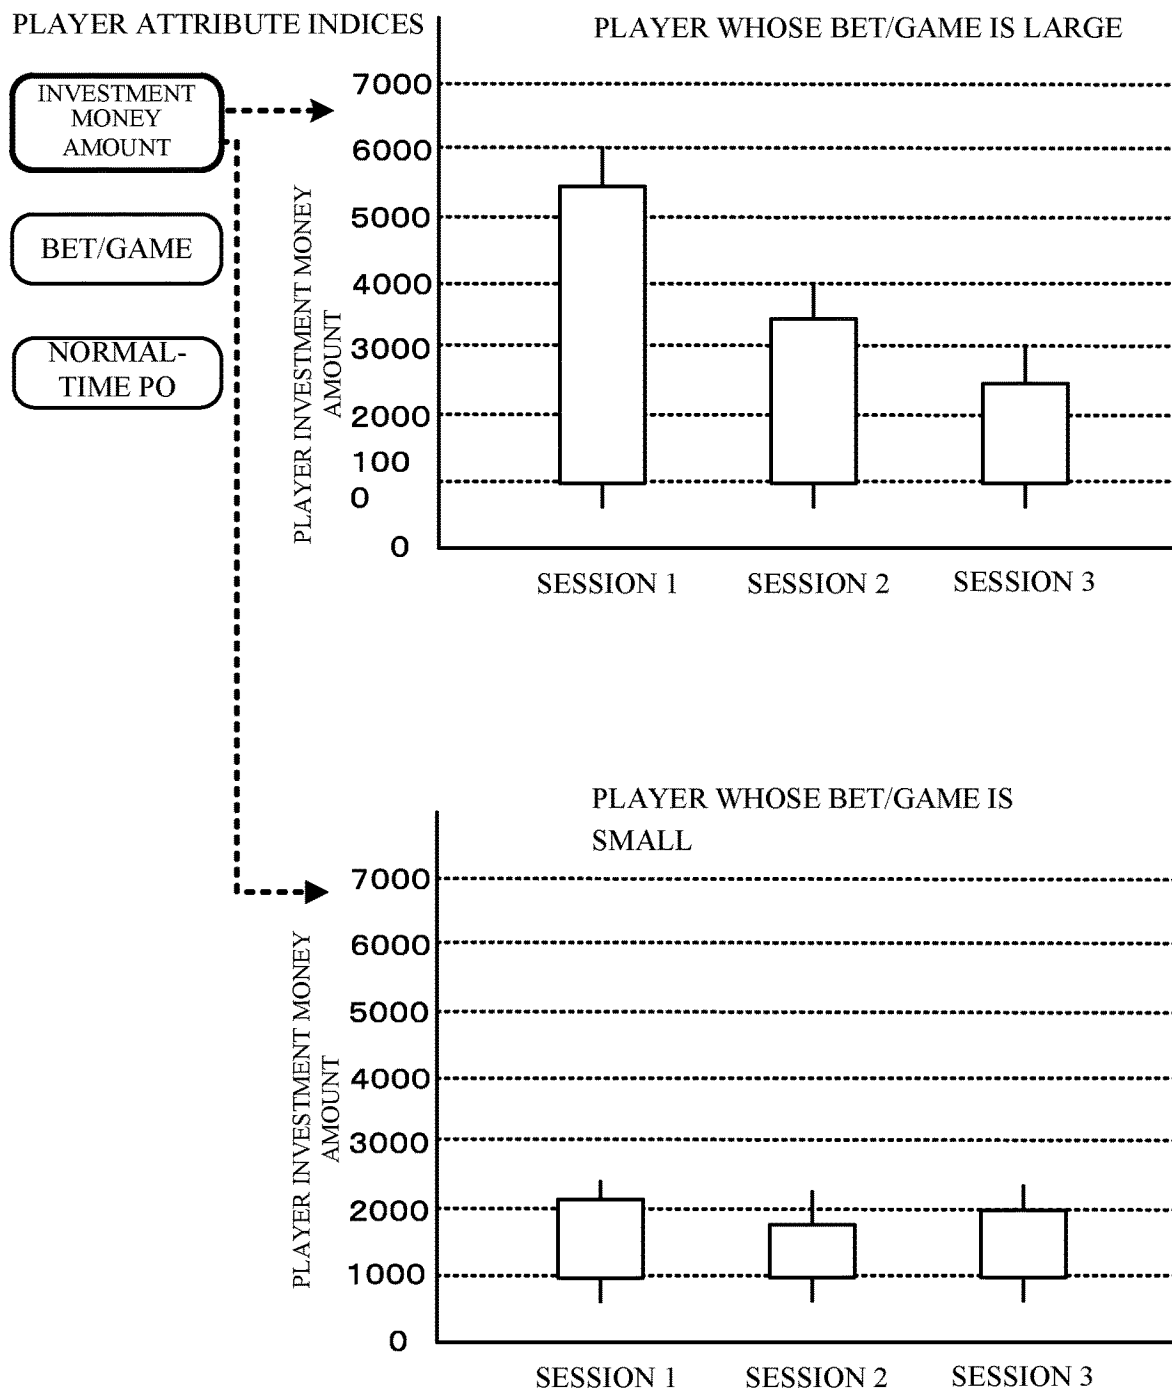 PLAYER ATTRIBUTE INDICES
INVESTMENT
MONEY
AMOUNT
BET/GAME
NORMAL-
TIME PO
PLAYER WHOSE BET/GAME IS LARGE
PLAYER INVESTMENT MONEY
AMOUNT
7000
6000
5000
4000
3000
2000
100
0
0
SESSION 1
SESSION 2
SESSION 3
PLAYER WHOSE BET/GAME IS
SMALL
PLAYER INVESTMENT MONEY
AMOUNT
7000
6000
5000
4000
3000
2000
1000
0
SESSION 1
SESSION 2
SESSION 3